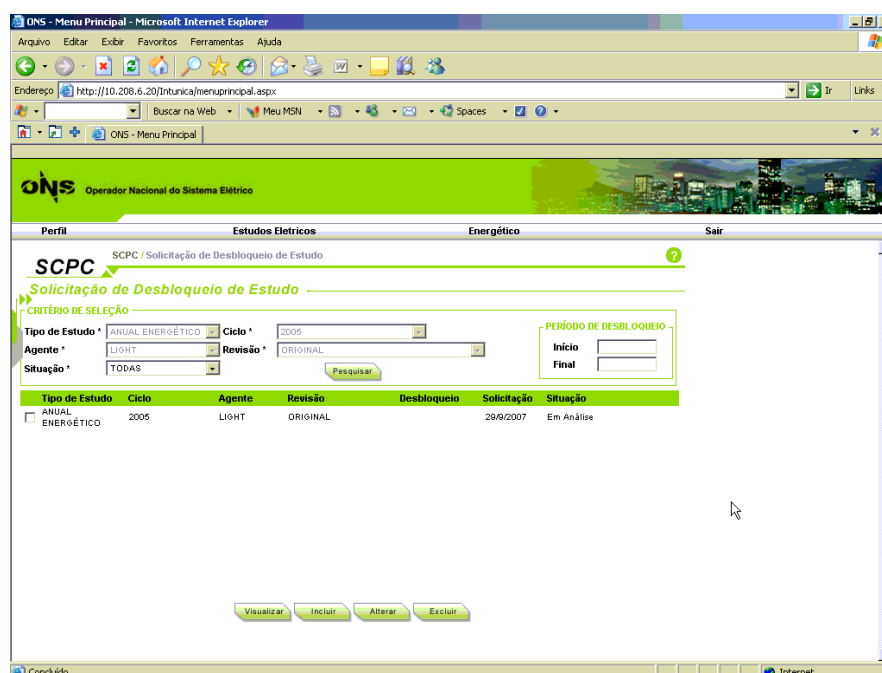 ONS - Menu Principal - Microsoft Internet Explorer
Arquivo Editar Exibir Favoritos Ferramentas Ajuda
Endereço http://10.208.6.20/Intunica/menuprincipal.aspx Ir Links
Buscar na Web Meu MSN Spaces
ONS - Menu Principal
ONS Operador Nacional do Sistema Elétrico
Perfil Estudos Eletricos Energético Sair
SCPC SCPC / Solicitação de Desbloqueio de Estudo ?
Solicitação de Desbloqueio de Estudo
CRITÉRIO DE SELEÇÃO
Tipo de Estudo * ANUAL ENERGÉTICO Ciclo * 2005
Agente * LIGHT Revisão * ORIGINAL
Situação * TODAS Pesquisar
PERÍODO DE DESBLOQUEIO
Início
Final
Tipo de Estudo Ciclo Agente Revisão Desbloqueio Solicitação Situação
ANUAL ENERGÉTICO 2005 LIGHT ORIGINAL 29/9/2007 Em Análise
Visualizar Incluir Alterar Excluir
Concluído Internet